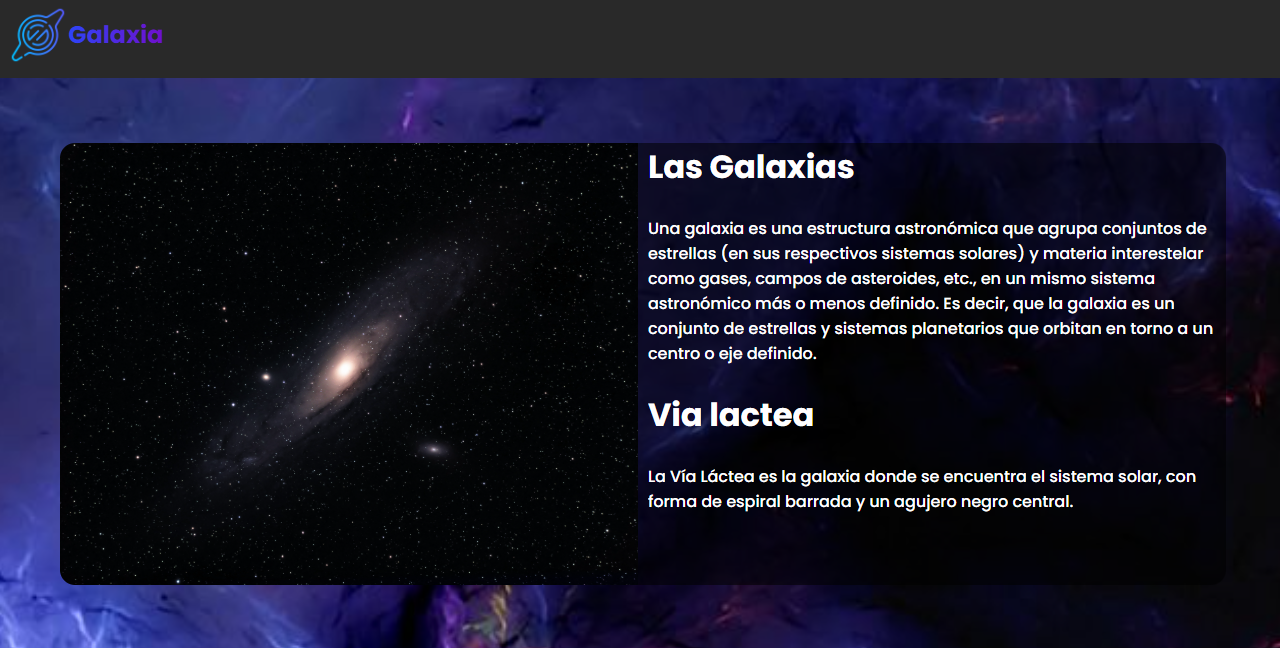 Galaxia
Las Galaxias
Una galaxia es una estructura astronómica que agrupa conjuntos de
estrellas (en sus respectivos sistemas solares) y materia interestelar
como gases, campos de asteroides, etc., en un mismo sistema
astronómico más o menos definido. Es decir, que la galaxia es un
conjunto de estrellas y sistemas planetarios que orbitan en torno a un
centro o eje definido.
Via lactea
La Vía Láctea es la galaxia donde se encuentra el sistema solar, con
forma de espiral barrada y un agujero negro central.